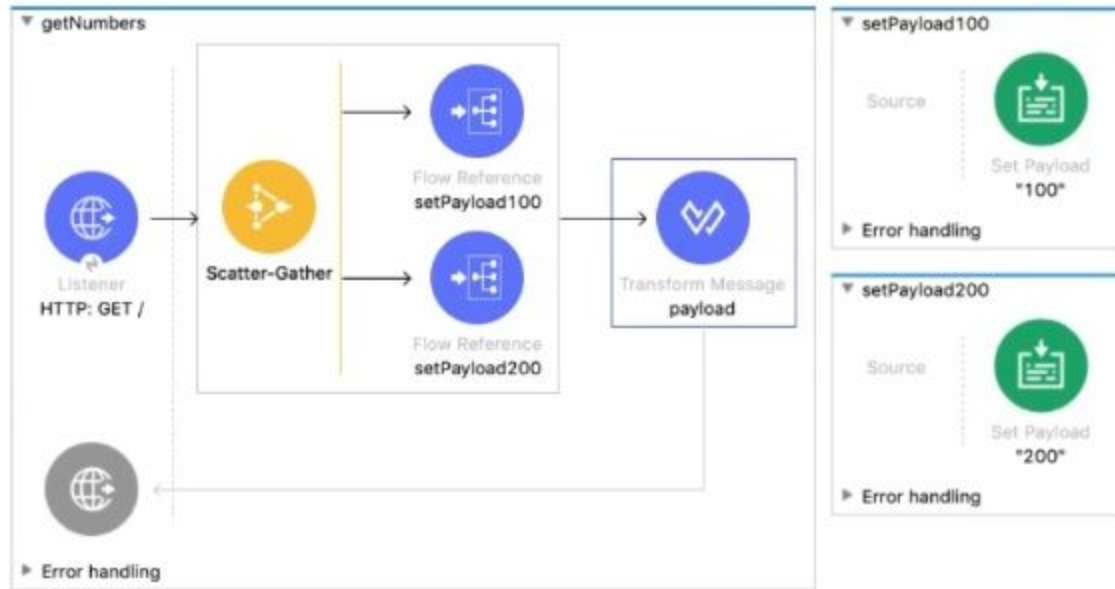 getNumbers
Listener
HTTP: GET /
Scatter-Gather
Flow Reference
setPayload100
Flow Reference
setPayload200
Transform Message
payload
Error handling
setPayload100
Source
Set Payload
"100"
Error handling
setPayload200
Source
Set Payload
"200"
Error handling